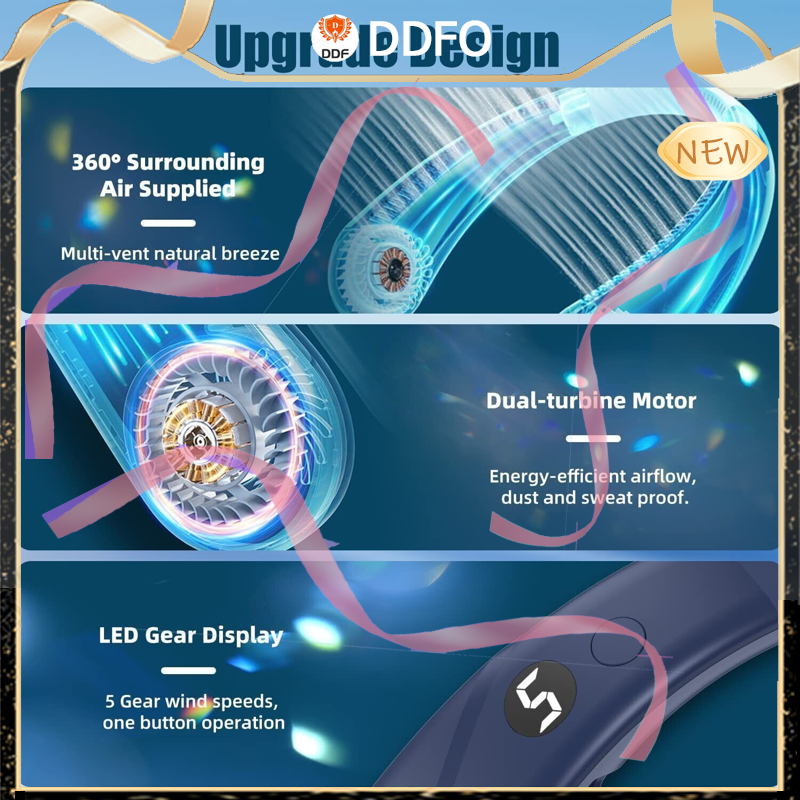 Upgrade Design
DDF DDFO
D
NEW
360° Surrounding
Air Supplied
Multi-vent natural breeze
Dual-turbine Motor
Energy-efficient airflow,
dust and sweat proof.
LED Gear Display
5 Gear wind speeds,
one button operation
5